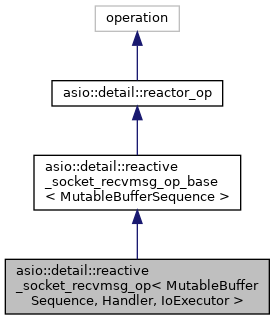 operation
asio::detail::reactor_op
asio::detail::reactive
_socket_recvmsg_op_base
< MutableBufferSequence >
asio::detail::reactive
_socket_recvmsg_op< MutableBuffer
Sequence, Handler, IoExecutor >